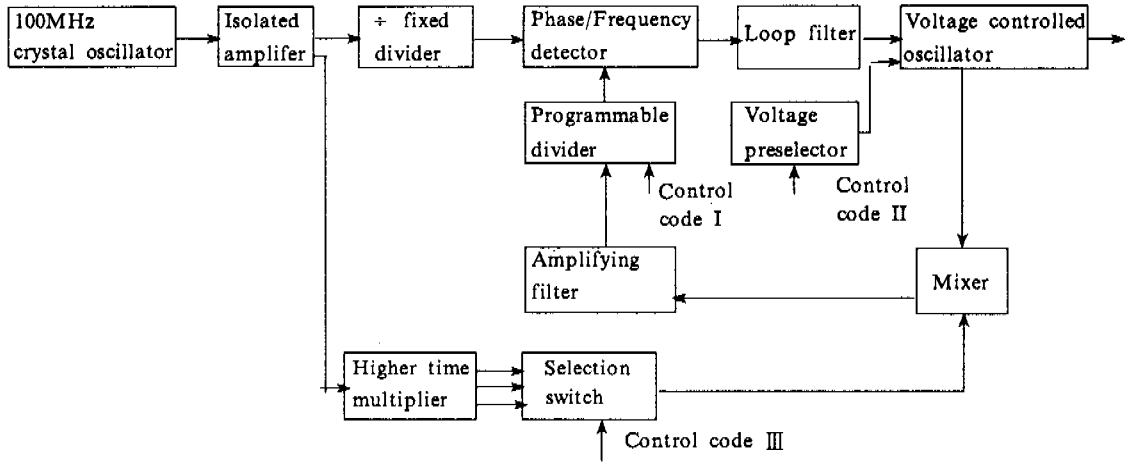 100MHz
crystal oscillator
Isolated
amplifer
÷ fixed
divider
Phase/Frequency
detector
Loop filter
Voltage controlled
oscillator
Programmable
divider
Voltage
preselector
Control
code I
Control
code II
Amplifying
filter
Mixer
Higher time
multiplier
Selection
switch
Control code III